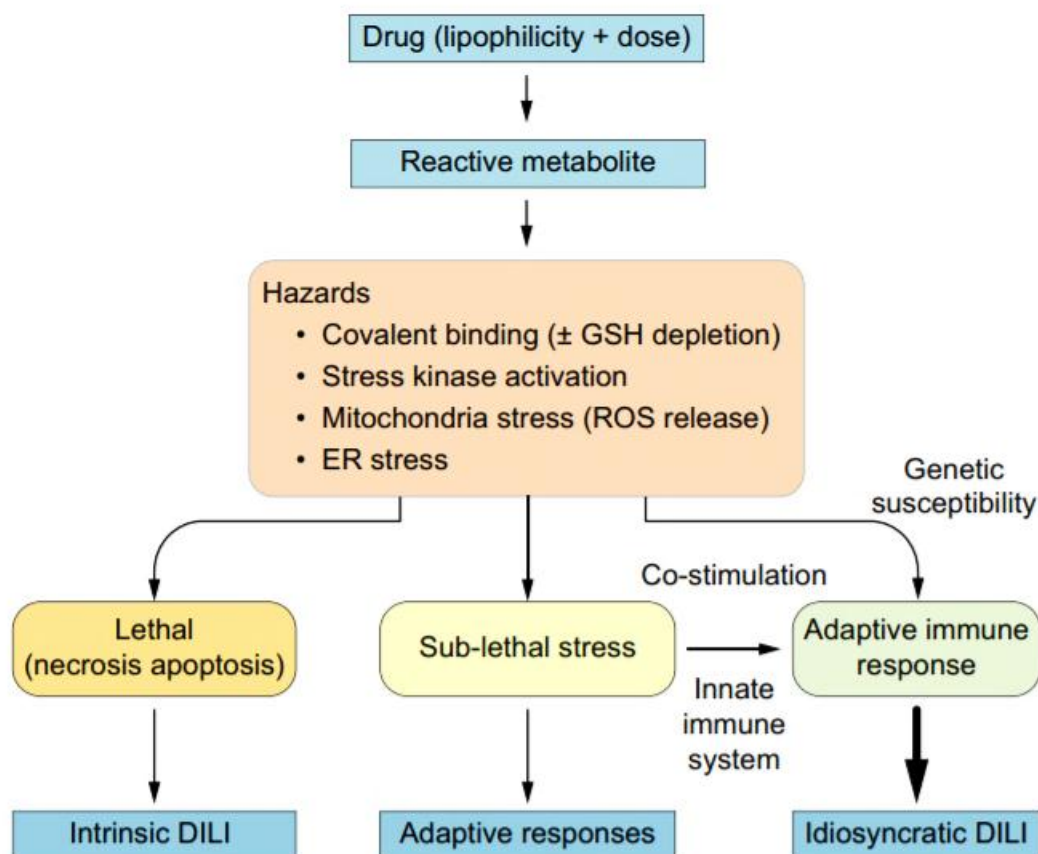 Drug (lipophilicity + dose)
Reactive metabolite
Hazards
• Covalent binding (± GSH depletion)
• Stress kinase activation
• Mitochondria stress (ROS release)
• ER stress
Genetic
susceptibility
Co-stimulation
Lethal
(necrosis apoptosis)
Sub-lethal stress
Adaptive immune
response
Innate
immune
system
Intrinsic DILI
Adaptive responses
Idiosyncratic DILI